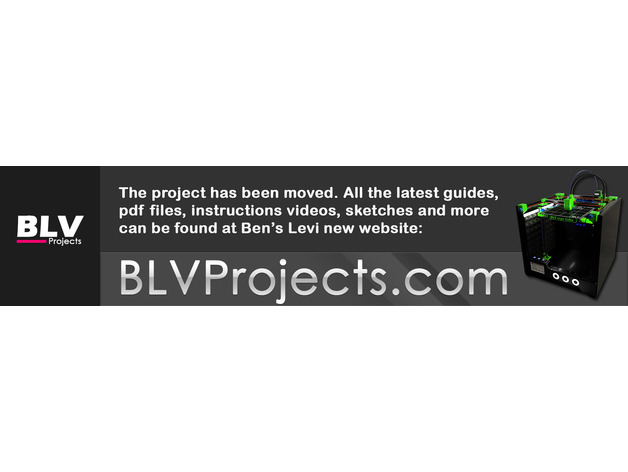 BLV
Projects
The project has been moved. All the latest guides,
pdf files, instructions videos, sketches and more
can be found at Ben's Levi new website:
BLVProjects.com